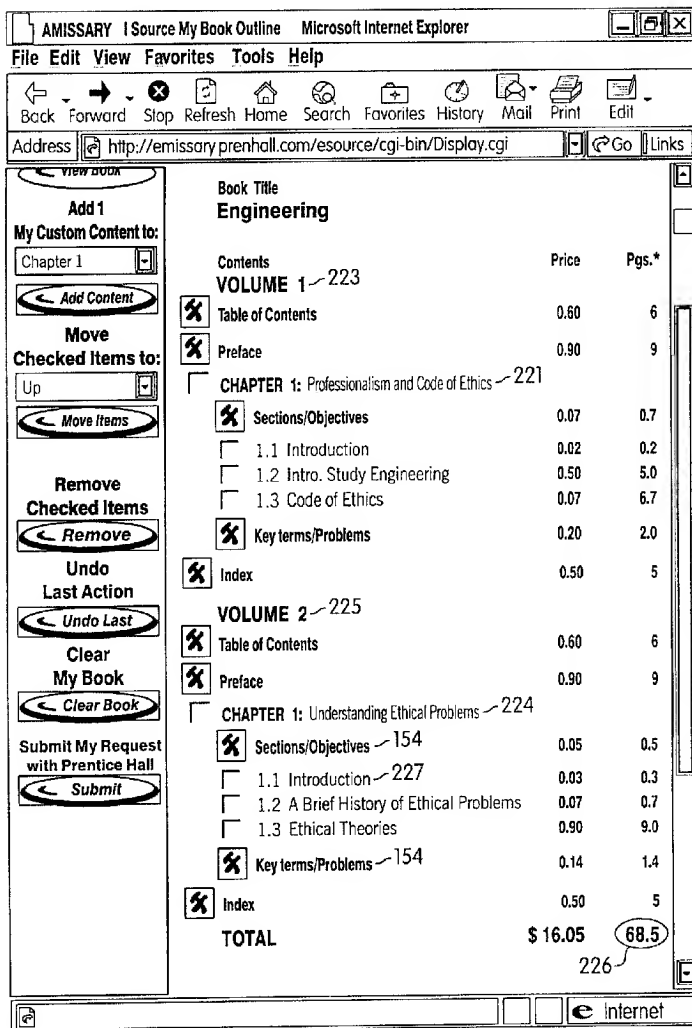 AMISSARY I Source My Book Outline Microsoft Internet Explorer
File Edit View Favorites Tools Help
Back Forward Stop Refresh Home Search Favorites History Mail Print Edit
Address http://emissary.prenhall.com/esource/cgi-bin/Display.cgi Go Links
View Book
Add 1
My Custom Content to:
Chapter 1
Add Content
Move
Checked Items to:
Up
Move Items
Remove
Checked Items
Remove
Undo
Last Action
Undo Last
Clear
My Book
Clear Book
Submit My Request
with Prentice Hall
Submit
Book Title
Engineering
Contents Price Pgs.*
VOLUME 1 223
Table of Contents 0.60 6
Preface 0.90 9
CHAPTER 1: Professionalism and Code of Ethics 221
Sections/Objectives 0.07 0.7
1.1 Introduction 0.02 0.2
1.2 Intro. Study Engineering 0.50 5.0
1.3 Code of Ethics 0.07 6.7
Key terms/Problems 0.20 2.0
Index 0.50 5
VOLUME 2 225
Table of Contents 0.60 6
Preface 0.90 9
CHAPTER 1: Understanding Ethical Problems 224
Sections/Objectives 154 0.05 0.5
1.1 Introduction 227 0.03 0.3
1.2 A Brief History of Ethical Problems 0.07 0.7
1.3 Ethical Theories 0.90 9.0
Key terms/Problems 154 0.14 1.4
Index 0.50 5
TOTAL $ 16.05 68.5
226
e Internet